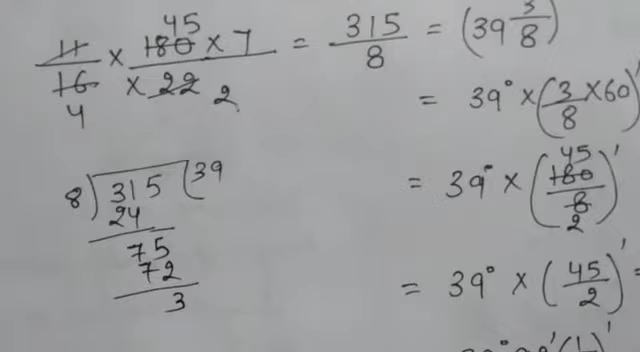 11/16 × 180 × 7 / × 22 = 315/8 = (39 3/8)
45
4
2
= 39° × (3/8 × 60)'
8) 315 (39
24
75
72
3
= 39° × (180/8)'
45
2
= 39° × (45/2)' =